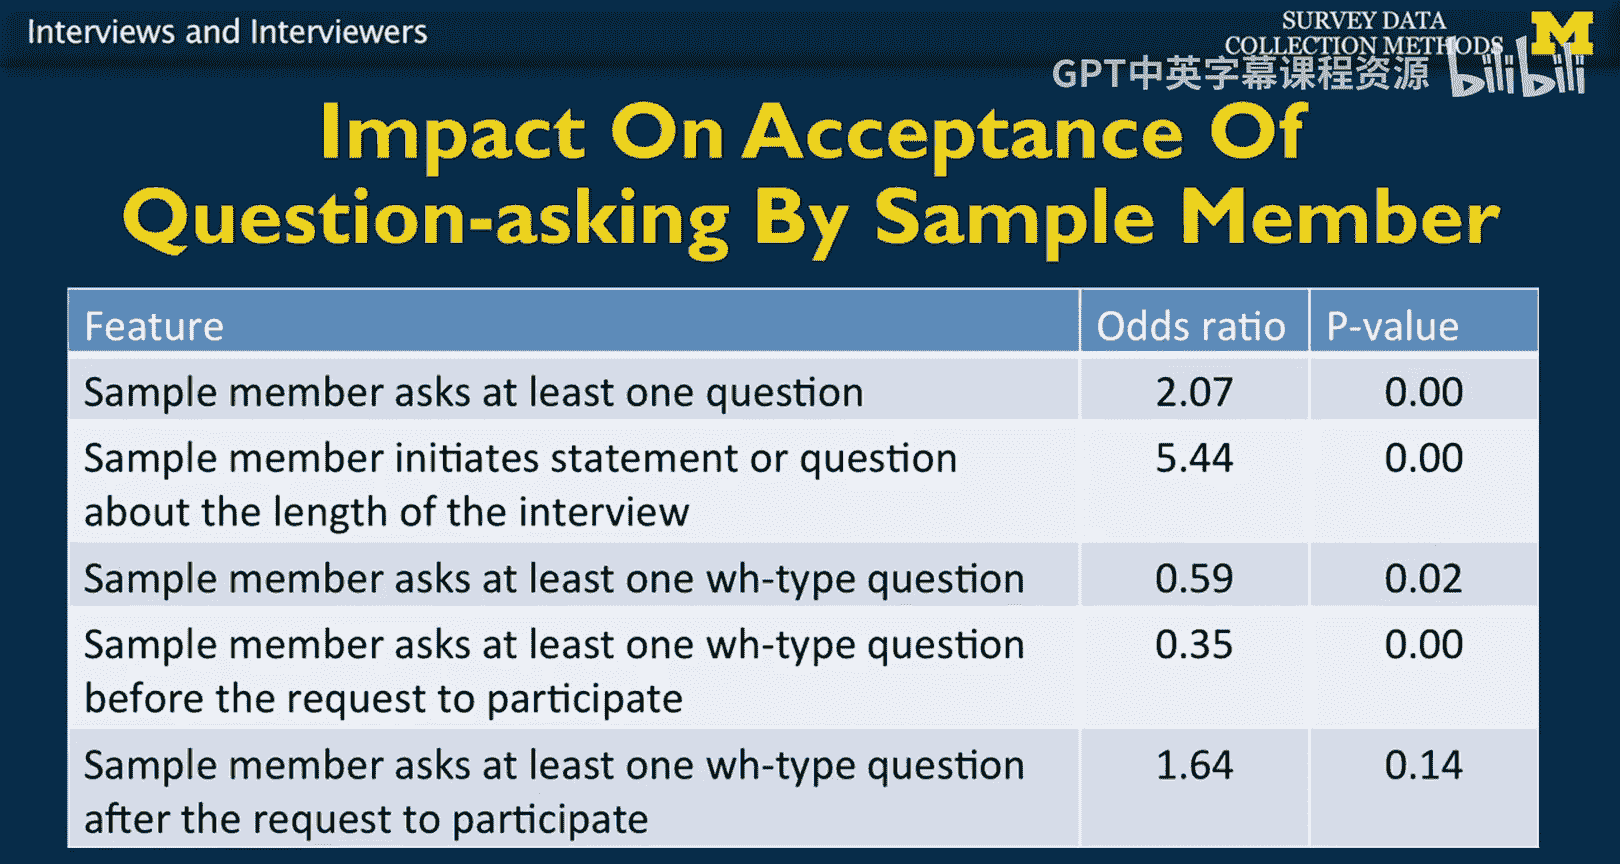 Interviews and Interviewers
SURVEY DATA
COLLECTION METHODS
M
GPT中英字幕课程资源
bilibili
Impact On Acceptance Of
Question-asking By Sample Member
Feature Odds ratio P-value
Sample member asks at least one question 2.07 0.00
Sample member initiates statement or question 5.44 0.00
about the length of the interview
Sample member asks at least one wh-type question 0.59 0.02
Sample member asks at least one wh-type question 0.35 0.00
before the request to participate
Sample member asks at least one wh-type question 1.64 0.14
after the request to participate